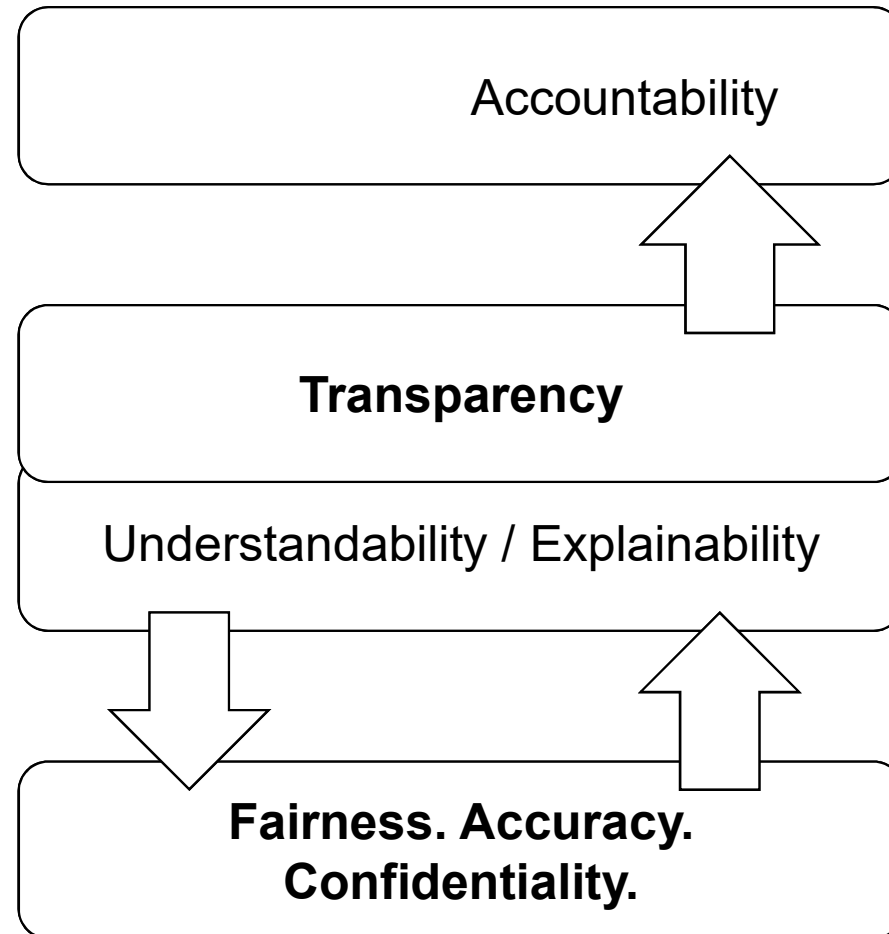 Accountability
Transparency
Understandability / Explainability
Fairness. Accuracy.
Confidentiality.